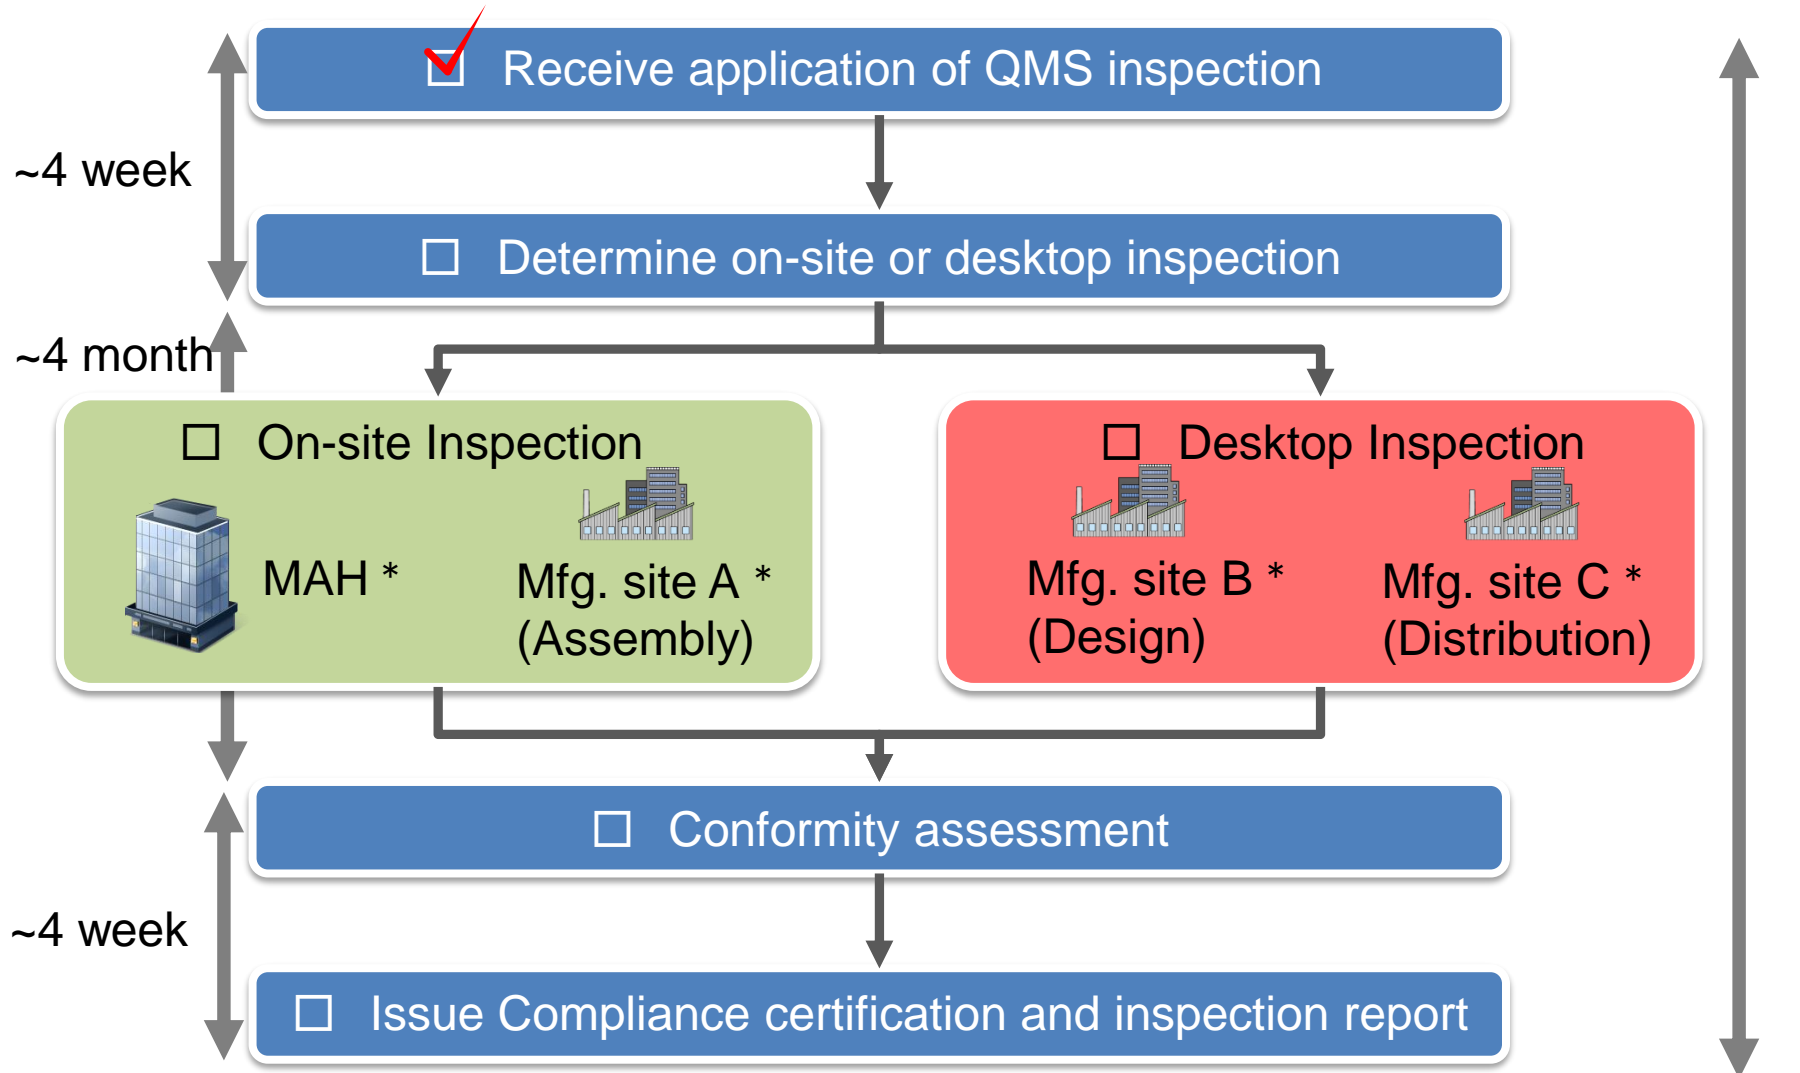 ☐ Receive application of QMS inspection
~4 week
☐ Determine on-site or desktop inspection
~4 month
☐ On-site Inspection
MAH *
Mfg. site A *
(Assembly)
☐ Desktop Inspection
Mfg. site B *
(Design)
Mfg. site C *
(Distribution)
☐ Conformity assessment
~4 week
☐ Issue Compliance certification and inspection report